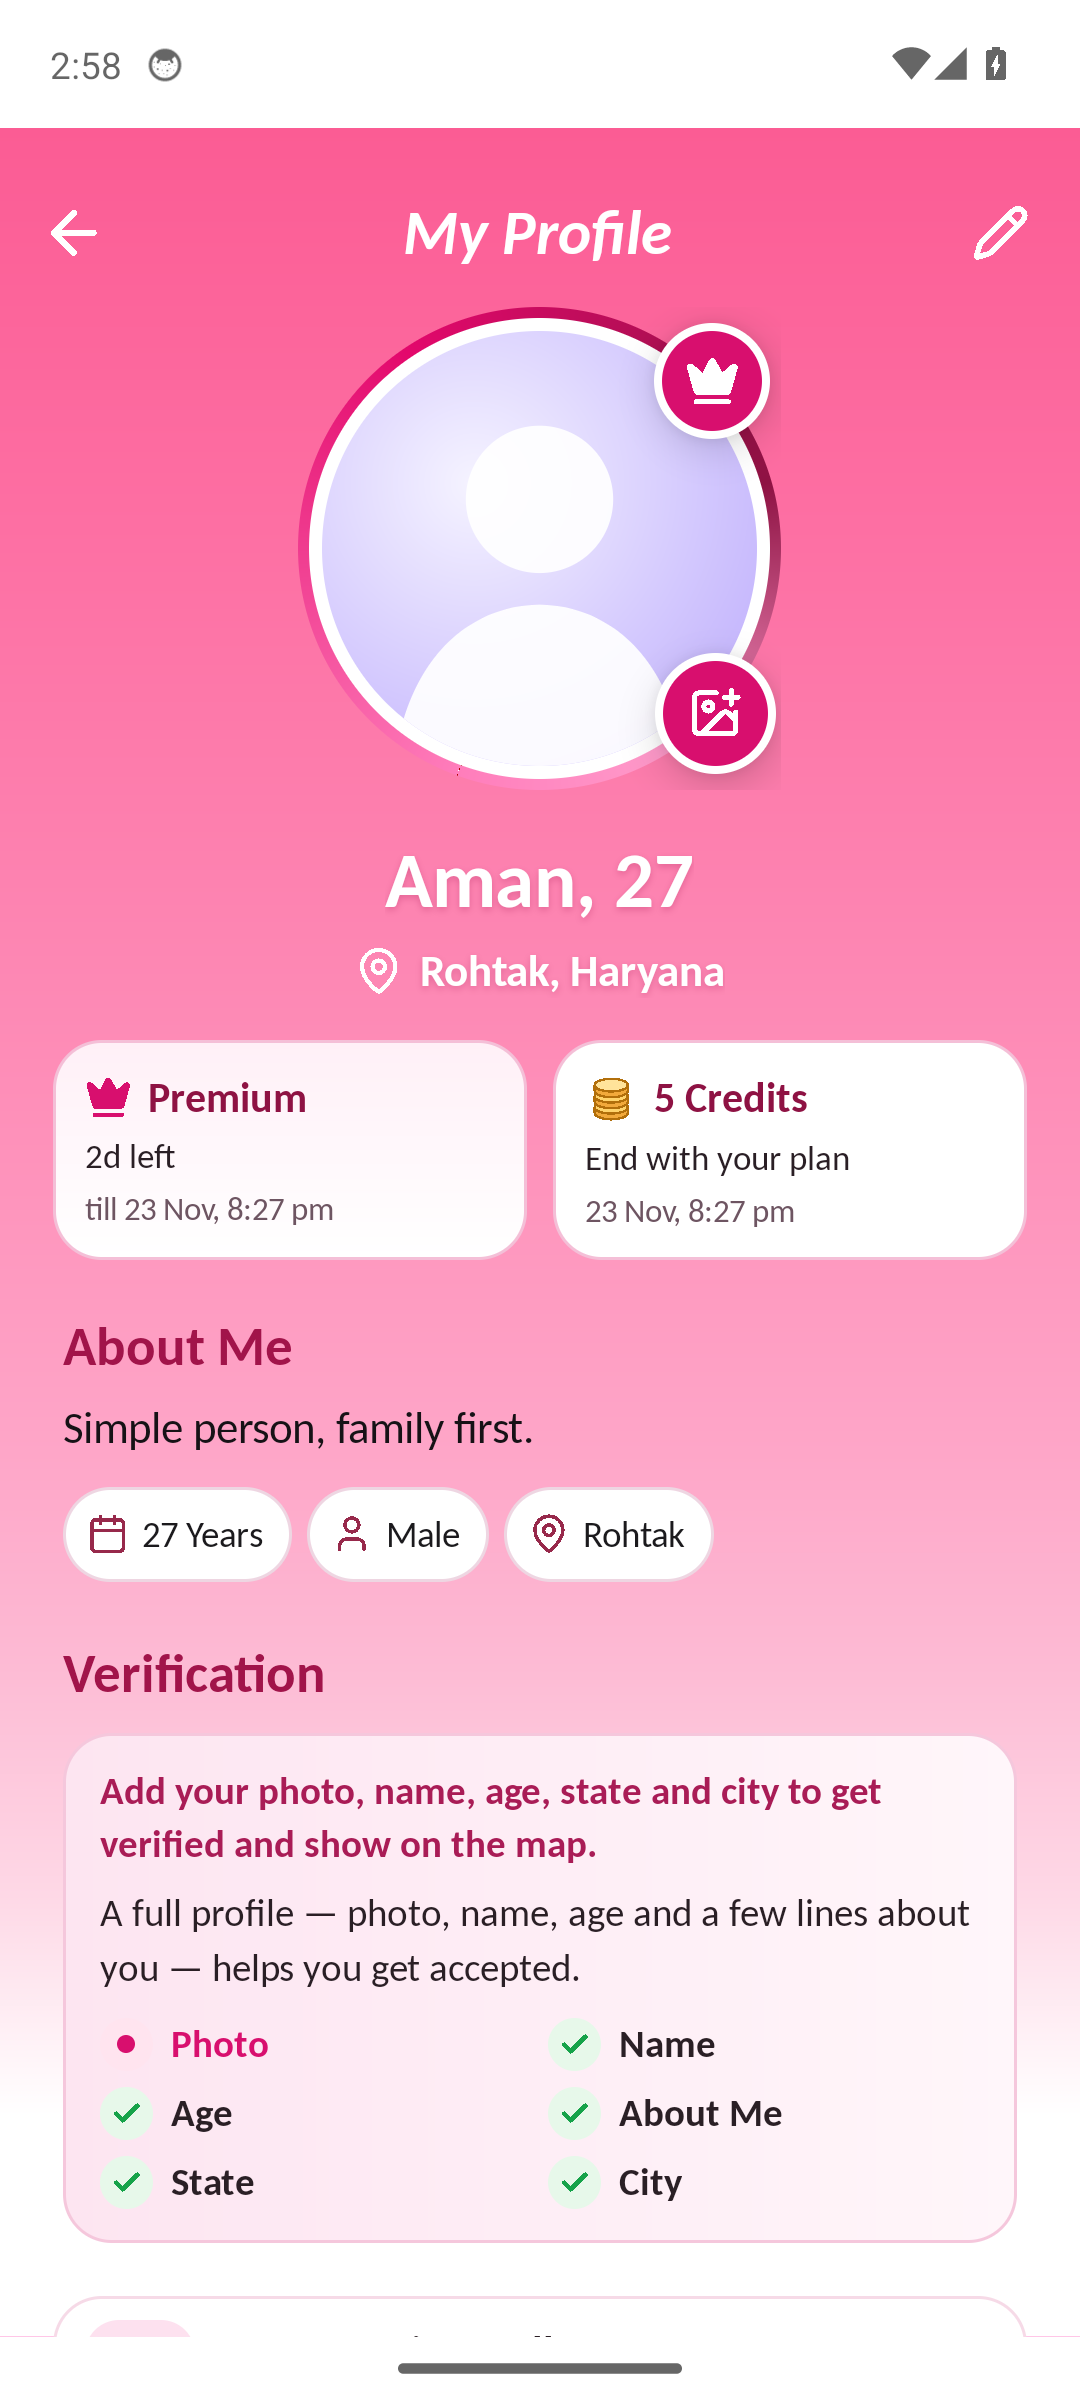 2:58
My Profile
Aman, 27
Rohtak, Haryana
Premium
2d left
till 23 Nov, 8:27 pm
5 Credits
End with your plan
23 Nov, 8:27 pm
About Me
Simple person, family first.
27 Years
Male
Rohtak
Verification
Add your photo, name, age, state and city to get
verified and show on the map.
A full profile — photo, name, age and a few lines about
you — helps you get accepted.
Photo
Name
Age
About Me
State
City